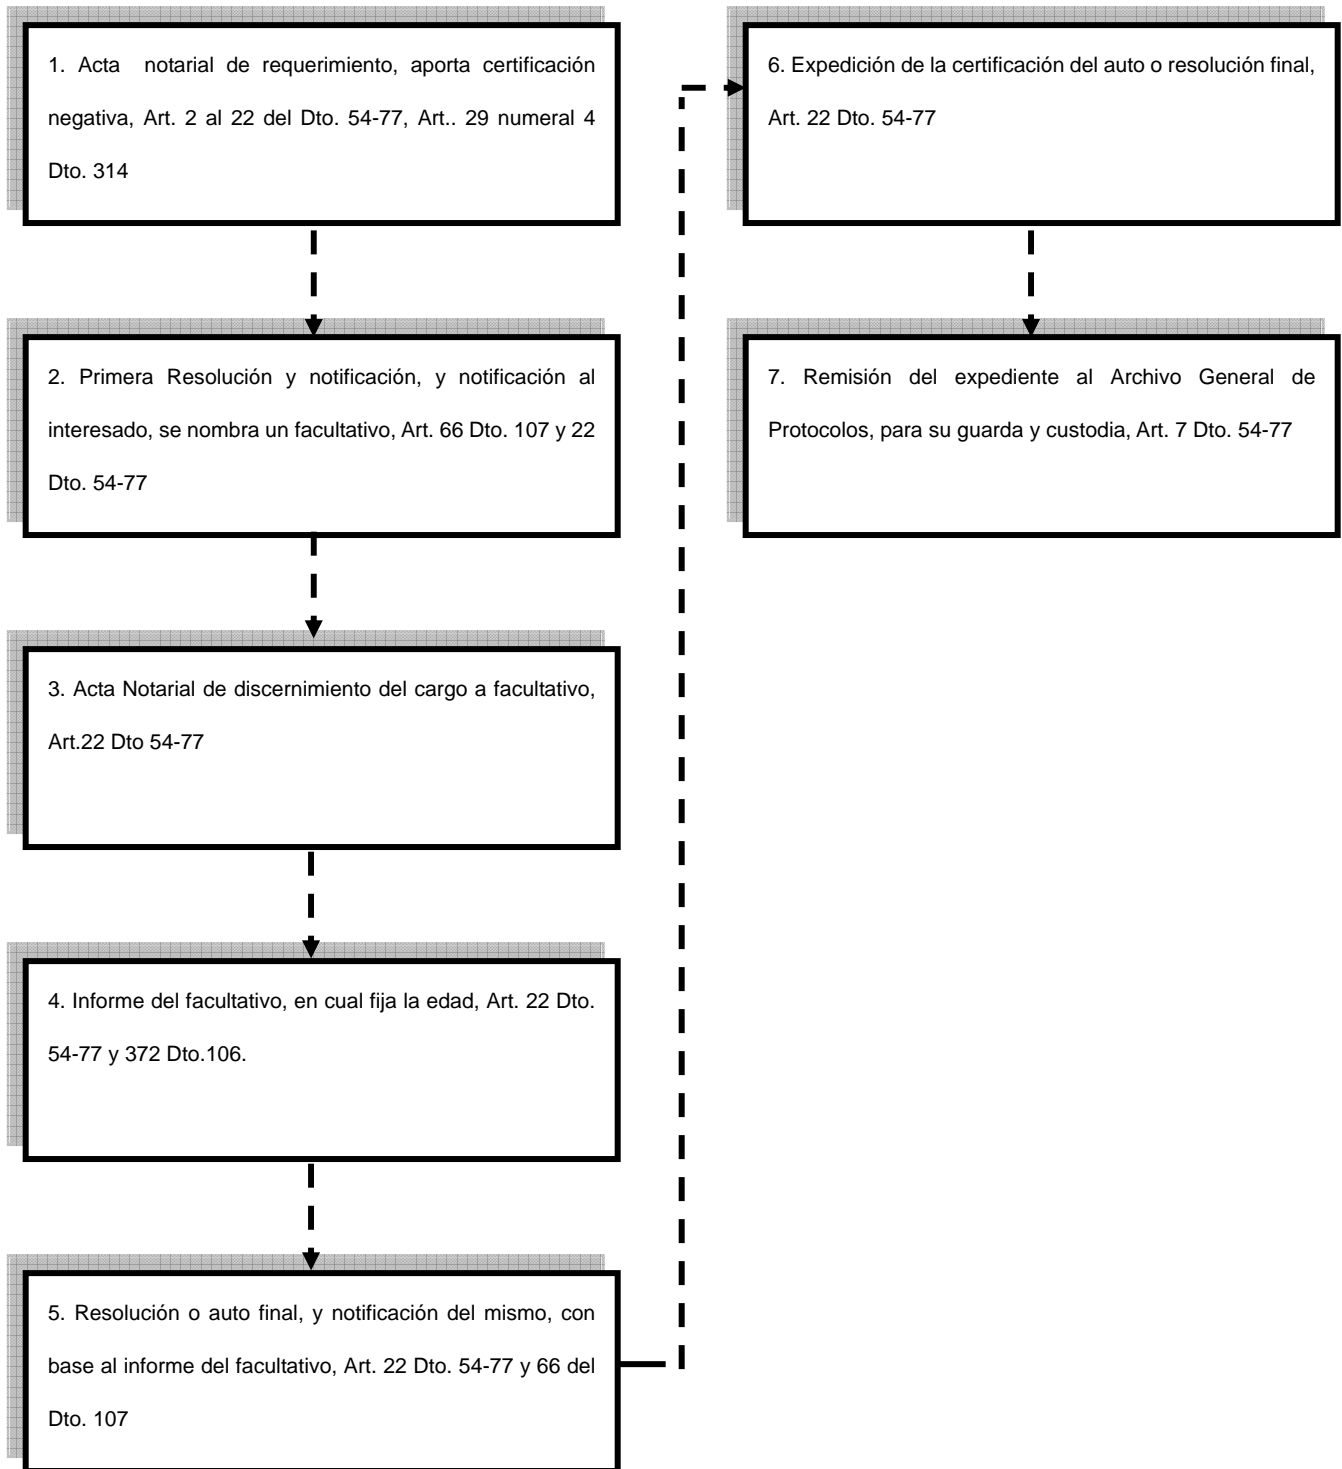 1. Acta notarial de requerimiento, aporta certificación
negativa, Art. 2 al 22 del Dto. 54-77, Art.. 29 numeral 4
Dto. 314
2. Primera Resolución y notificación, y notificación al
interesado, se nombra un facultativo, Art. 66 Dto. 107 y 22
Dto. 54-77
3. Acta Notarial de discernimiento del cargo a facultativo,
Art.22 Dto 54-77
4. Informe del facultativo, en cual fija la edad, Art. 22 Dto.
54-77 y 372 Dto.106.
5. Resolución o auto final, y notificación del mismo, con
base al informe del facultativo, Art. 22 Dto. 54-77 y 66 del
Dto. 107
6. Expedición de la certificación del auto o resolución final,
Art. 22 Dto. 54-77
7. Remisión del expediente al Archivo General de
Protocolos, para su guarda y custodia, Art. 7 Dto. 54-77